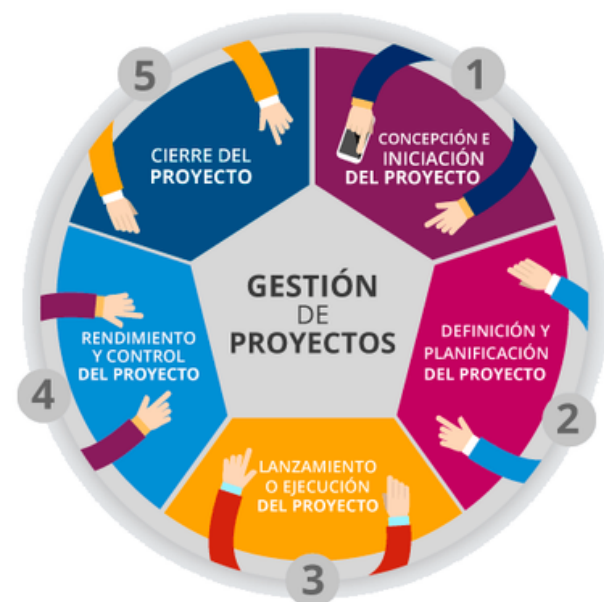 GESTIÓN
DE
PROYECTOS
1
CONCEPCIÓN E
INICIACIÓN
DEL PROYECTO
2
DEFINICIÓN Y
PLANIFICACIÓN
DEL PROYECTO
3
LANZAMIENTO
O EJECUCIÓN
DEL PROYECTO
4
RENDIMIENTO
Y CONTROL
DEL PROYECTO
5
CIERRE DEL
PROYECTO